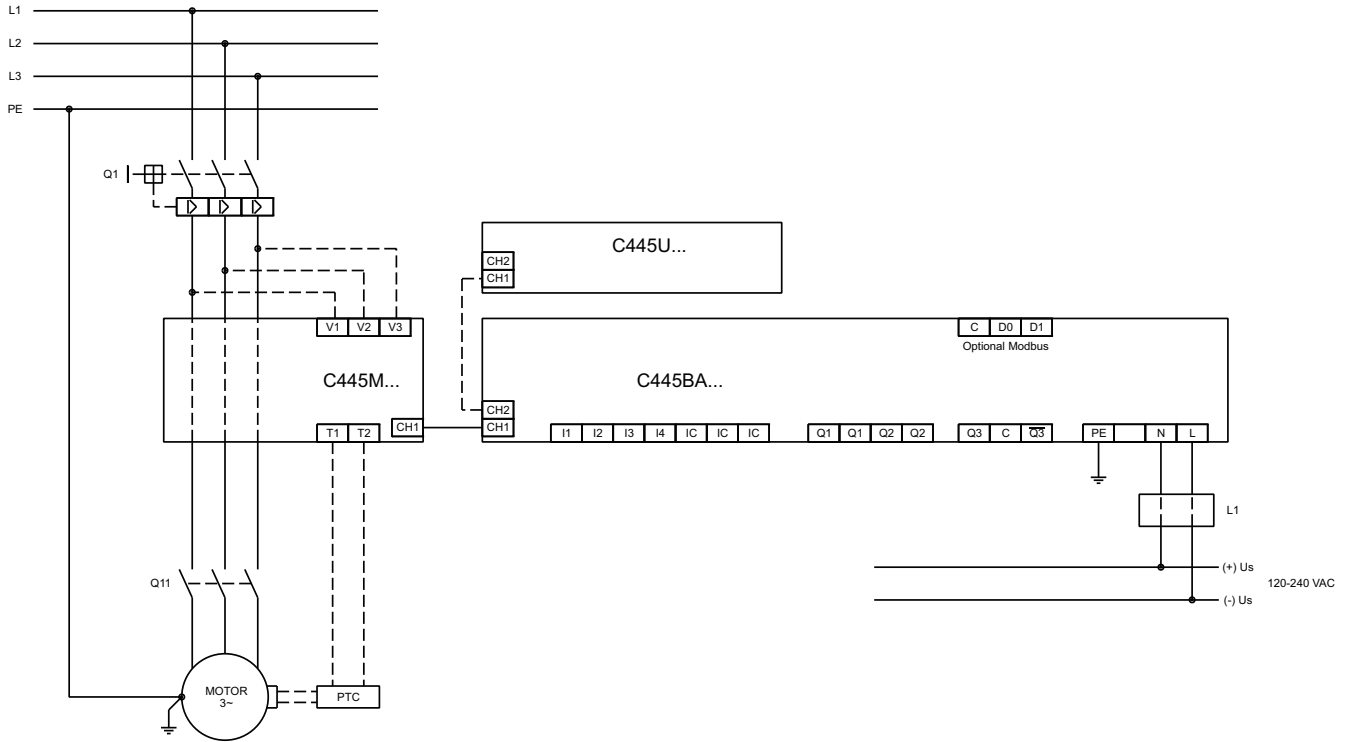 L1
L2
L3
PE
Q1
C445U...
CH2
CH1
V1 V2 V3
C D0 D1
Optional Modbus
C445M...
C445BA...
CH2
T1 T2 CH1 CH1 I1 I2 I3 I4 IC IC IC Q1 Q1 Q2 Q2 Q3 C Q̅3̅ PE N L
L1
(+) Us
Q11
120-240 VAC
(-) Us
MOTOR
3~
PTC